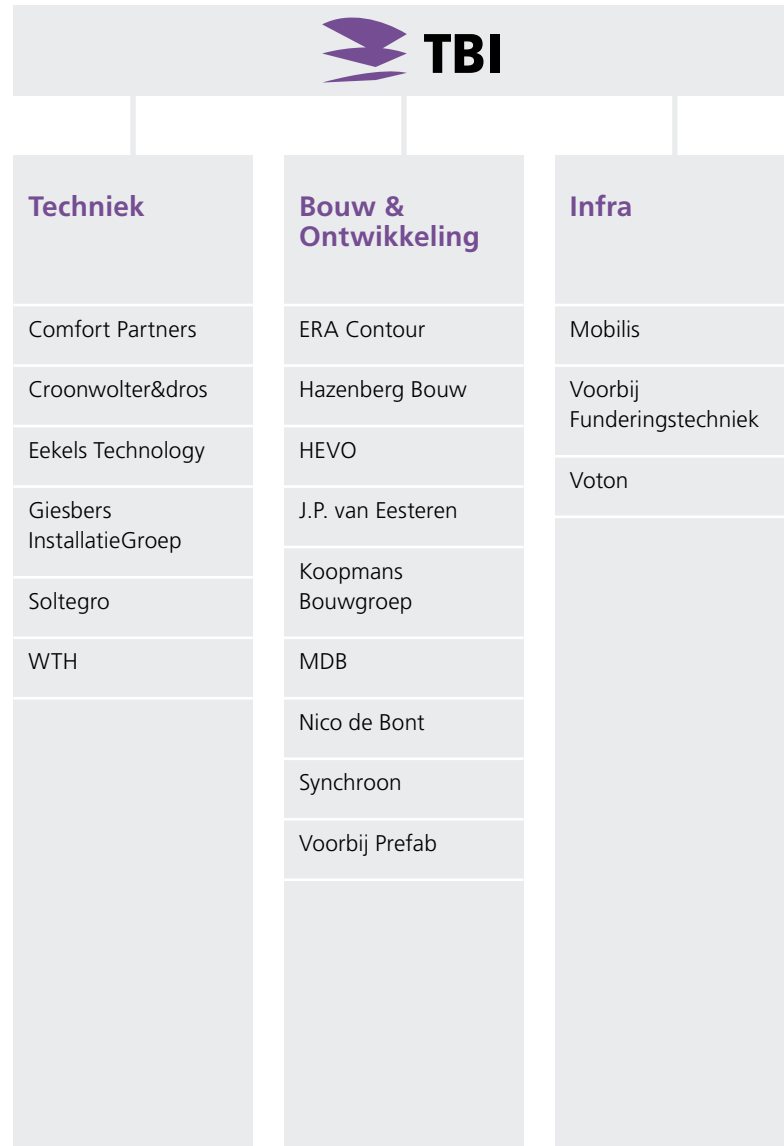 TBI
Techniek
Comfort Partners
Croonwolter&dros
Eekels Technology
Giesbers
InstallatieGroep
Soltegro
WTH
Bouw &
Ontwikkeling
ERA Contour
Hazenberg Bouw
HEVO
J.P. van Eesteren
Koopmans
Bouwgroep
MDB
Nico de Bont
Synchroon
Voorbij Prefab
Infra
Mobilis
Voorbij
Funderingstechniek
Voton